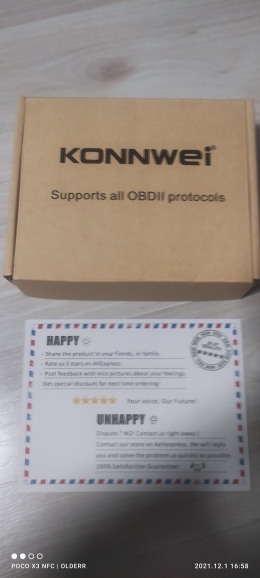 KONNWEI®
Supports all OBDII protocols
HAPPY
- Share the product to your friends, or family.
- Rate us 5 stars on AliExpress.
- Post feedback with nice pictures about your feelings.
Get special discount for next time ordering!
Your voice, Our Future!
UNHAPPY
Dispute ? NO! Contact us right away!
Contact our store on AliExpress. We will reply
you and solve the problem as quickly as possible.
100% Satisfaction Guarantee!
POCO X3 NFC | OLDERR
2021.12.1 16:58